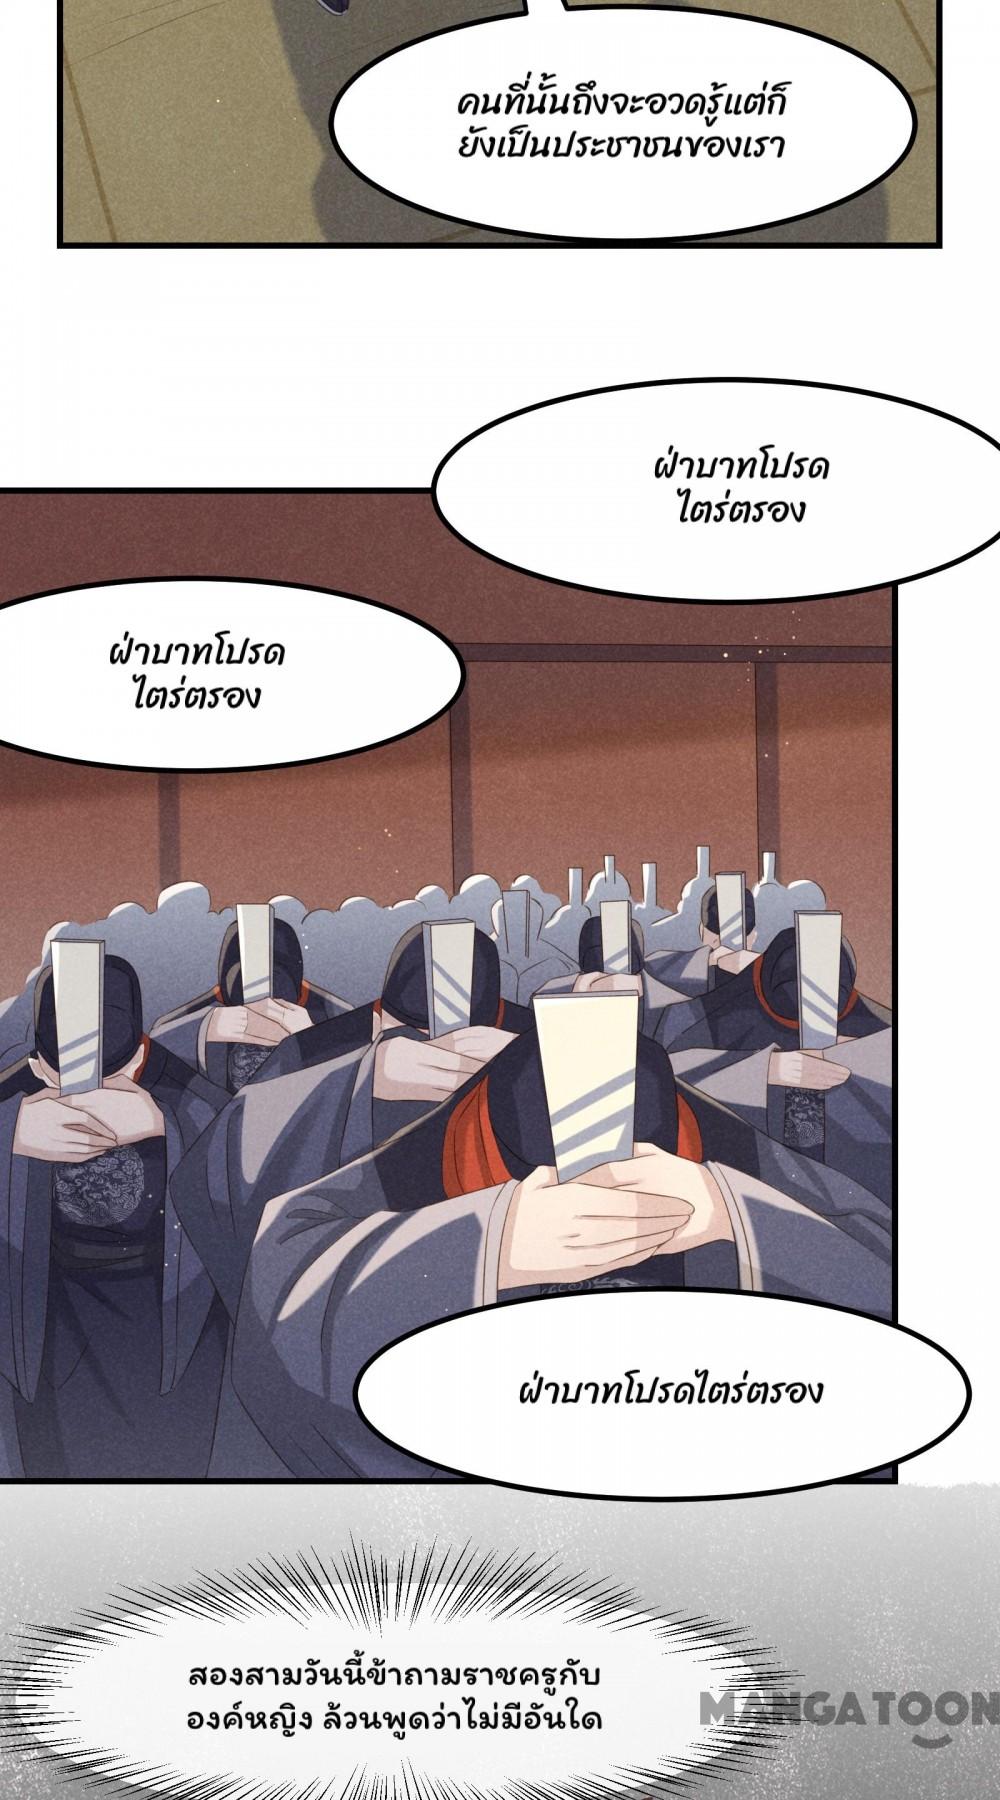 คนที่นั้นถึงจะอวดรู้แต่ก็
ยังเป็นประชาชนของเรา
ฝ่าบาทโปรด
ไตร่ตรอง
ฝ่าบาทโปรด
ไตร่ตรอง
ฝ่าบาทโปรดไตร่ตรอง
สองสามวันนี้ข้าถามราชครูกับ
องค์หญิง ล้วนพูดว่าไม่มีอันใด
MANGATOON